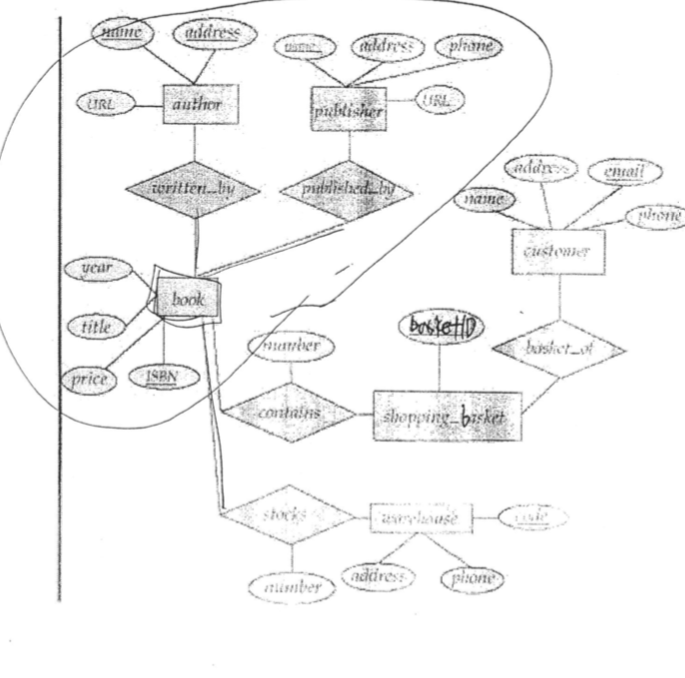 name address
name address phone
URL author publisher URL
written_by published_by
address email
name phone
customer
year
book
title
number
basketID
basket_of
price ISBN
contains shopping_basket
stocks warehouse code
number address phone